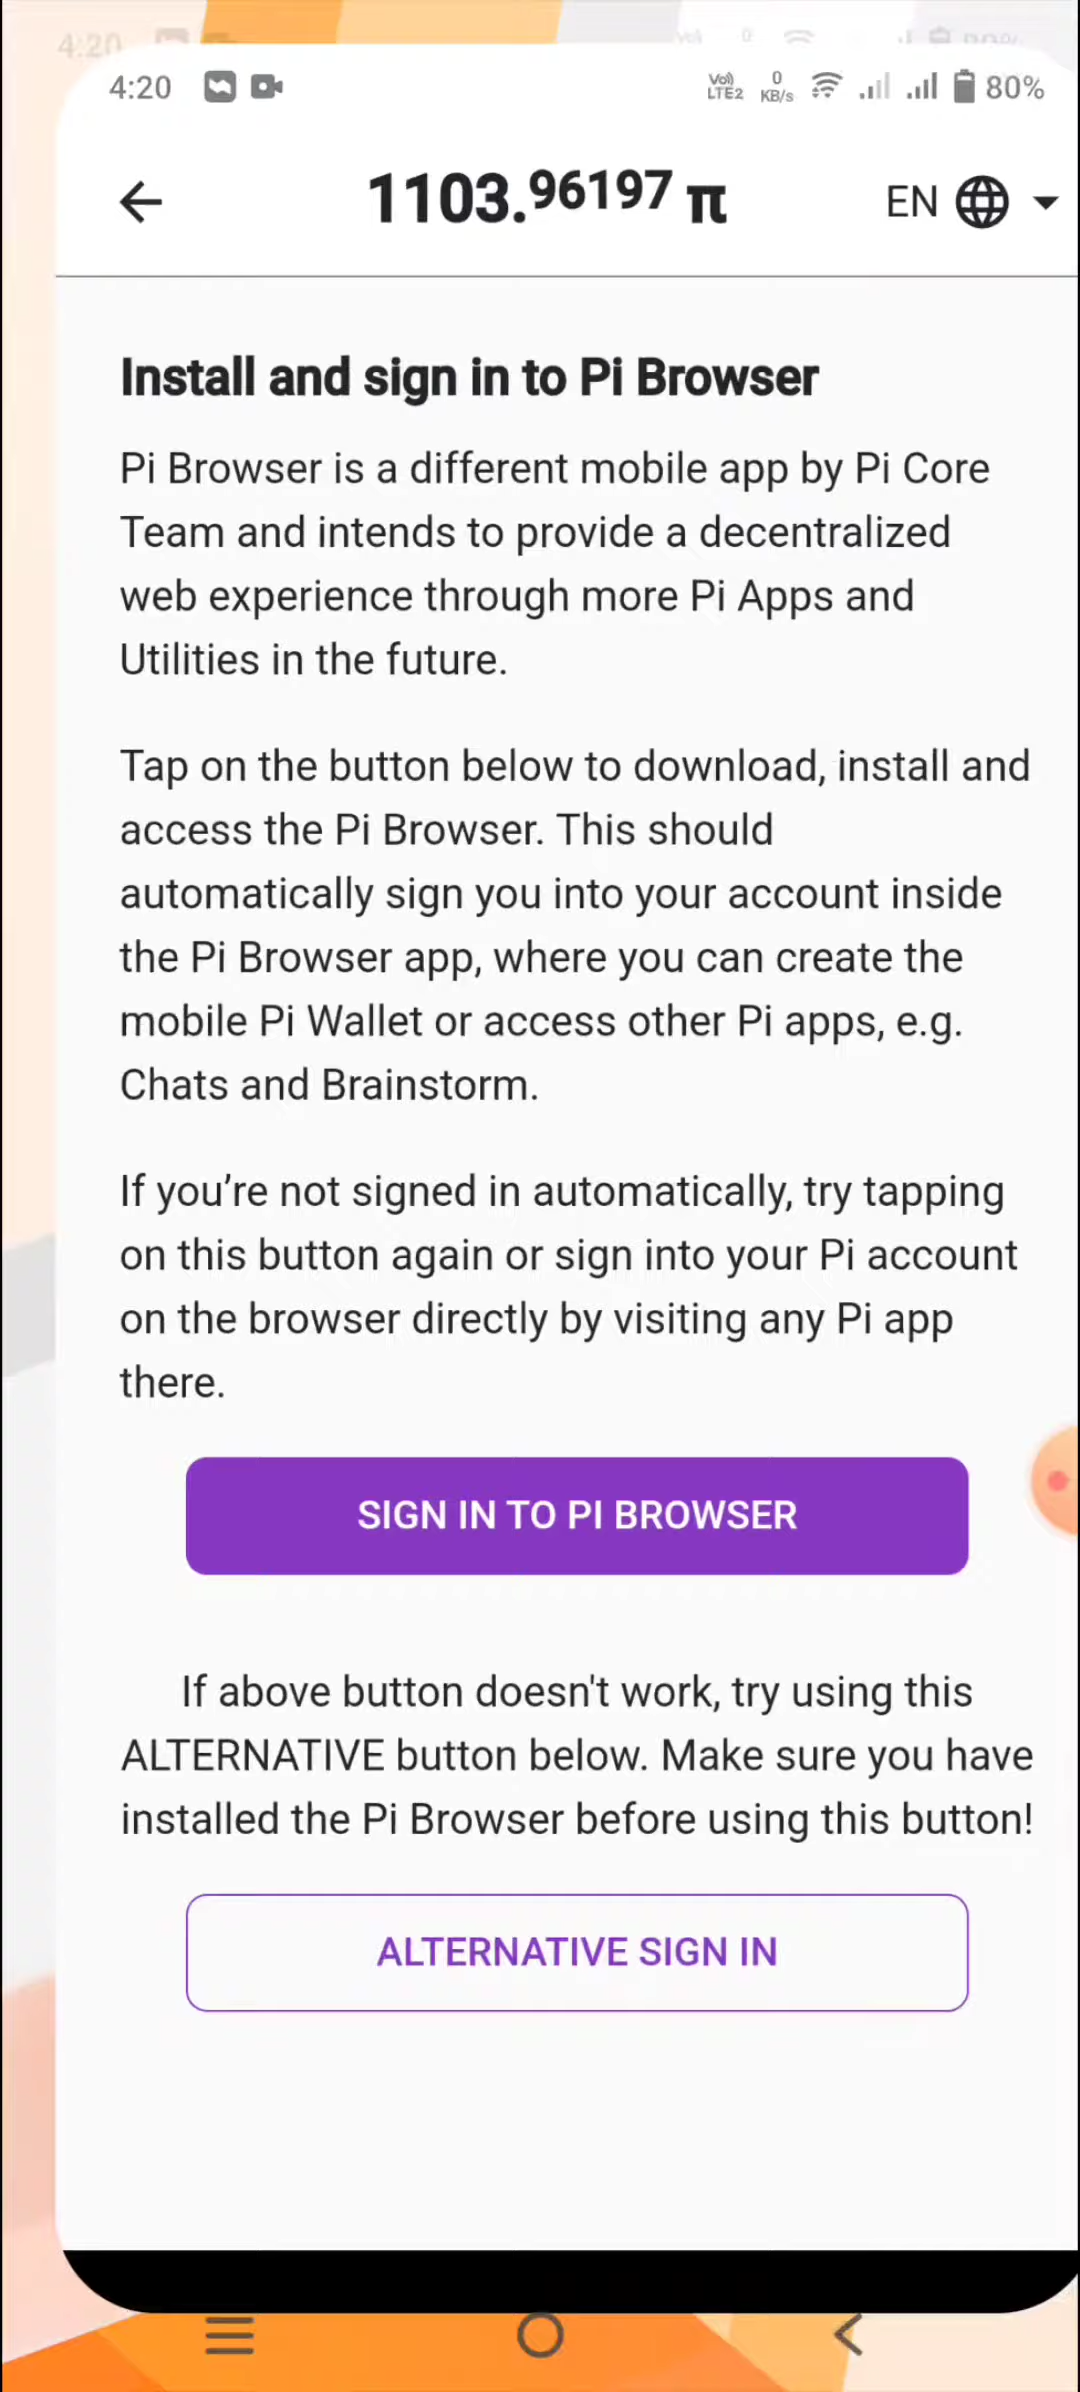 4:20
4:20 Vol) LTE2 0 KB/s 80%
1103.96197 π EN
Install and sign in to Pi Browser
Pi Browser is a different mobile app by Pi Core
Team and intends to provide a decentralized
web experience through more Pi Apps and
Utilities in the future.
Tap on the button below to download, install and
access the Pi Browser. This should
automatically sign you into your account inside
the Pi Browser app, where you can create the
mobile Pi Wallet or access other Pi apps, e.g.
Chats and Brainstorm.
If you’re not signed in automatically, try tapping
on this button again or sign into your Pi account
on the browser directly by visiting any Pi app
there.
SIGN IN TO PI BROWSER
If above button doesn't work, try using this
ALTERNATIVE button below. Make sure you have
installed the Pi Browser before using this button!
ALTERNATIVE SIGN IN